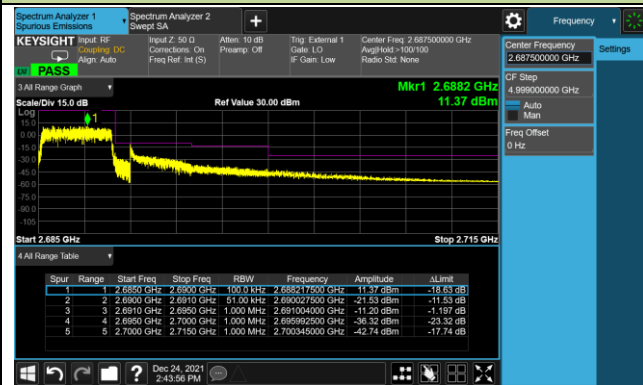 Spectrum Analyzer 1
Spurious Emissions
Spectrum Analyzer 2
Swept SA
Frequency
KEYSIGHT
Input: RF
Coupling: DC
Align: Auto
Input Z: 50 Ω
Corrections: On
Freq Ref: Int (S)
Atten: 10 dB
Preamp: Off
Trig: External 1
Gate: LO
IF Gain: Low
Center Freq: 2.687500000 GHz
Avg|Hold:>100/100
Radio Std: None
PASS
Center Frequency
2.687500000 GHz
Settings
CF Step
4.999000000 GHz
Auto
Man
Freq Offset
0 Hz
3 All Range Graph
Mkr1 2.6882 GHz
11.37 dBm
Scale/Div 15.0 dB
Ref Value 30.00 dBm
Log
15.0
0.00
-15.0
-30.0
-45.0
-60.0
-75.0
-90.0
-105
1
Start 2.685 GHz
Stop 2.715 GHz
4 All Range Table
Spur Range Start Freq Stop Freq RBW Frequency Amplitude ΔLimit
1 1 2.6850 GHz 2.6900 GHz 100.0 kHz 2.688217500 GHz 11.37 dBm -18.63 dB
2 2 2.6900 GHz 2.6910 GHz 51.00 kHz 2.690027500 GHz -21.53 dBm -11.53 dB
3 3 2.6910 GHz 2.6950 GHz 1.000 MHz 2.691004000 GHz -11.20 dBm -1.197 dB
4 4 2.6950 GHz 2.7000 GHz 1.000 MHz 2.695992500 GHz -36.32 dBm -23.32 dB
5 5 2.7000 GHz 2.7150 GHz 1.000 MHz 2.700345000 GHz -42.74 dBm -17.74 dB
Dec 24, 2021
2:43:56 PM